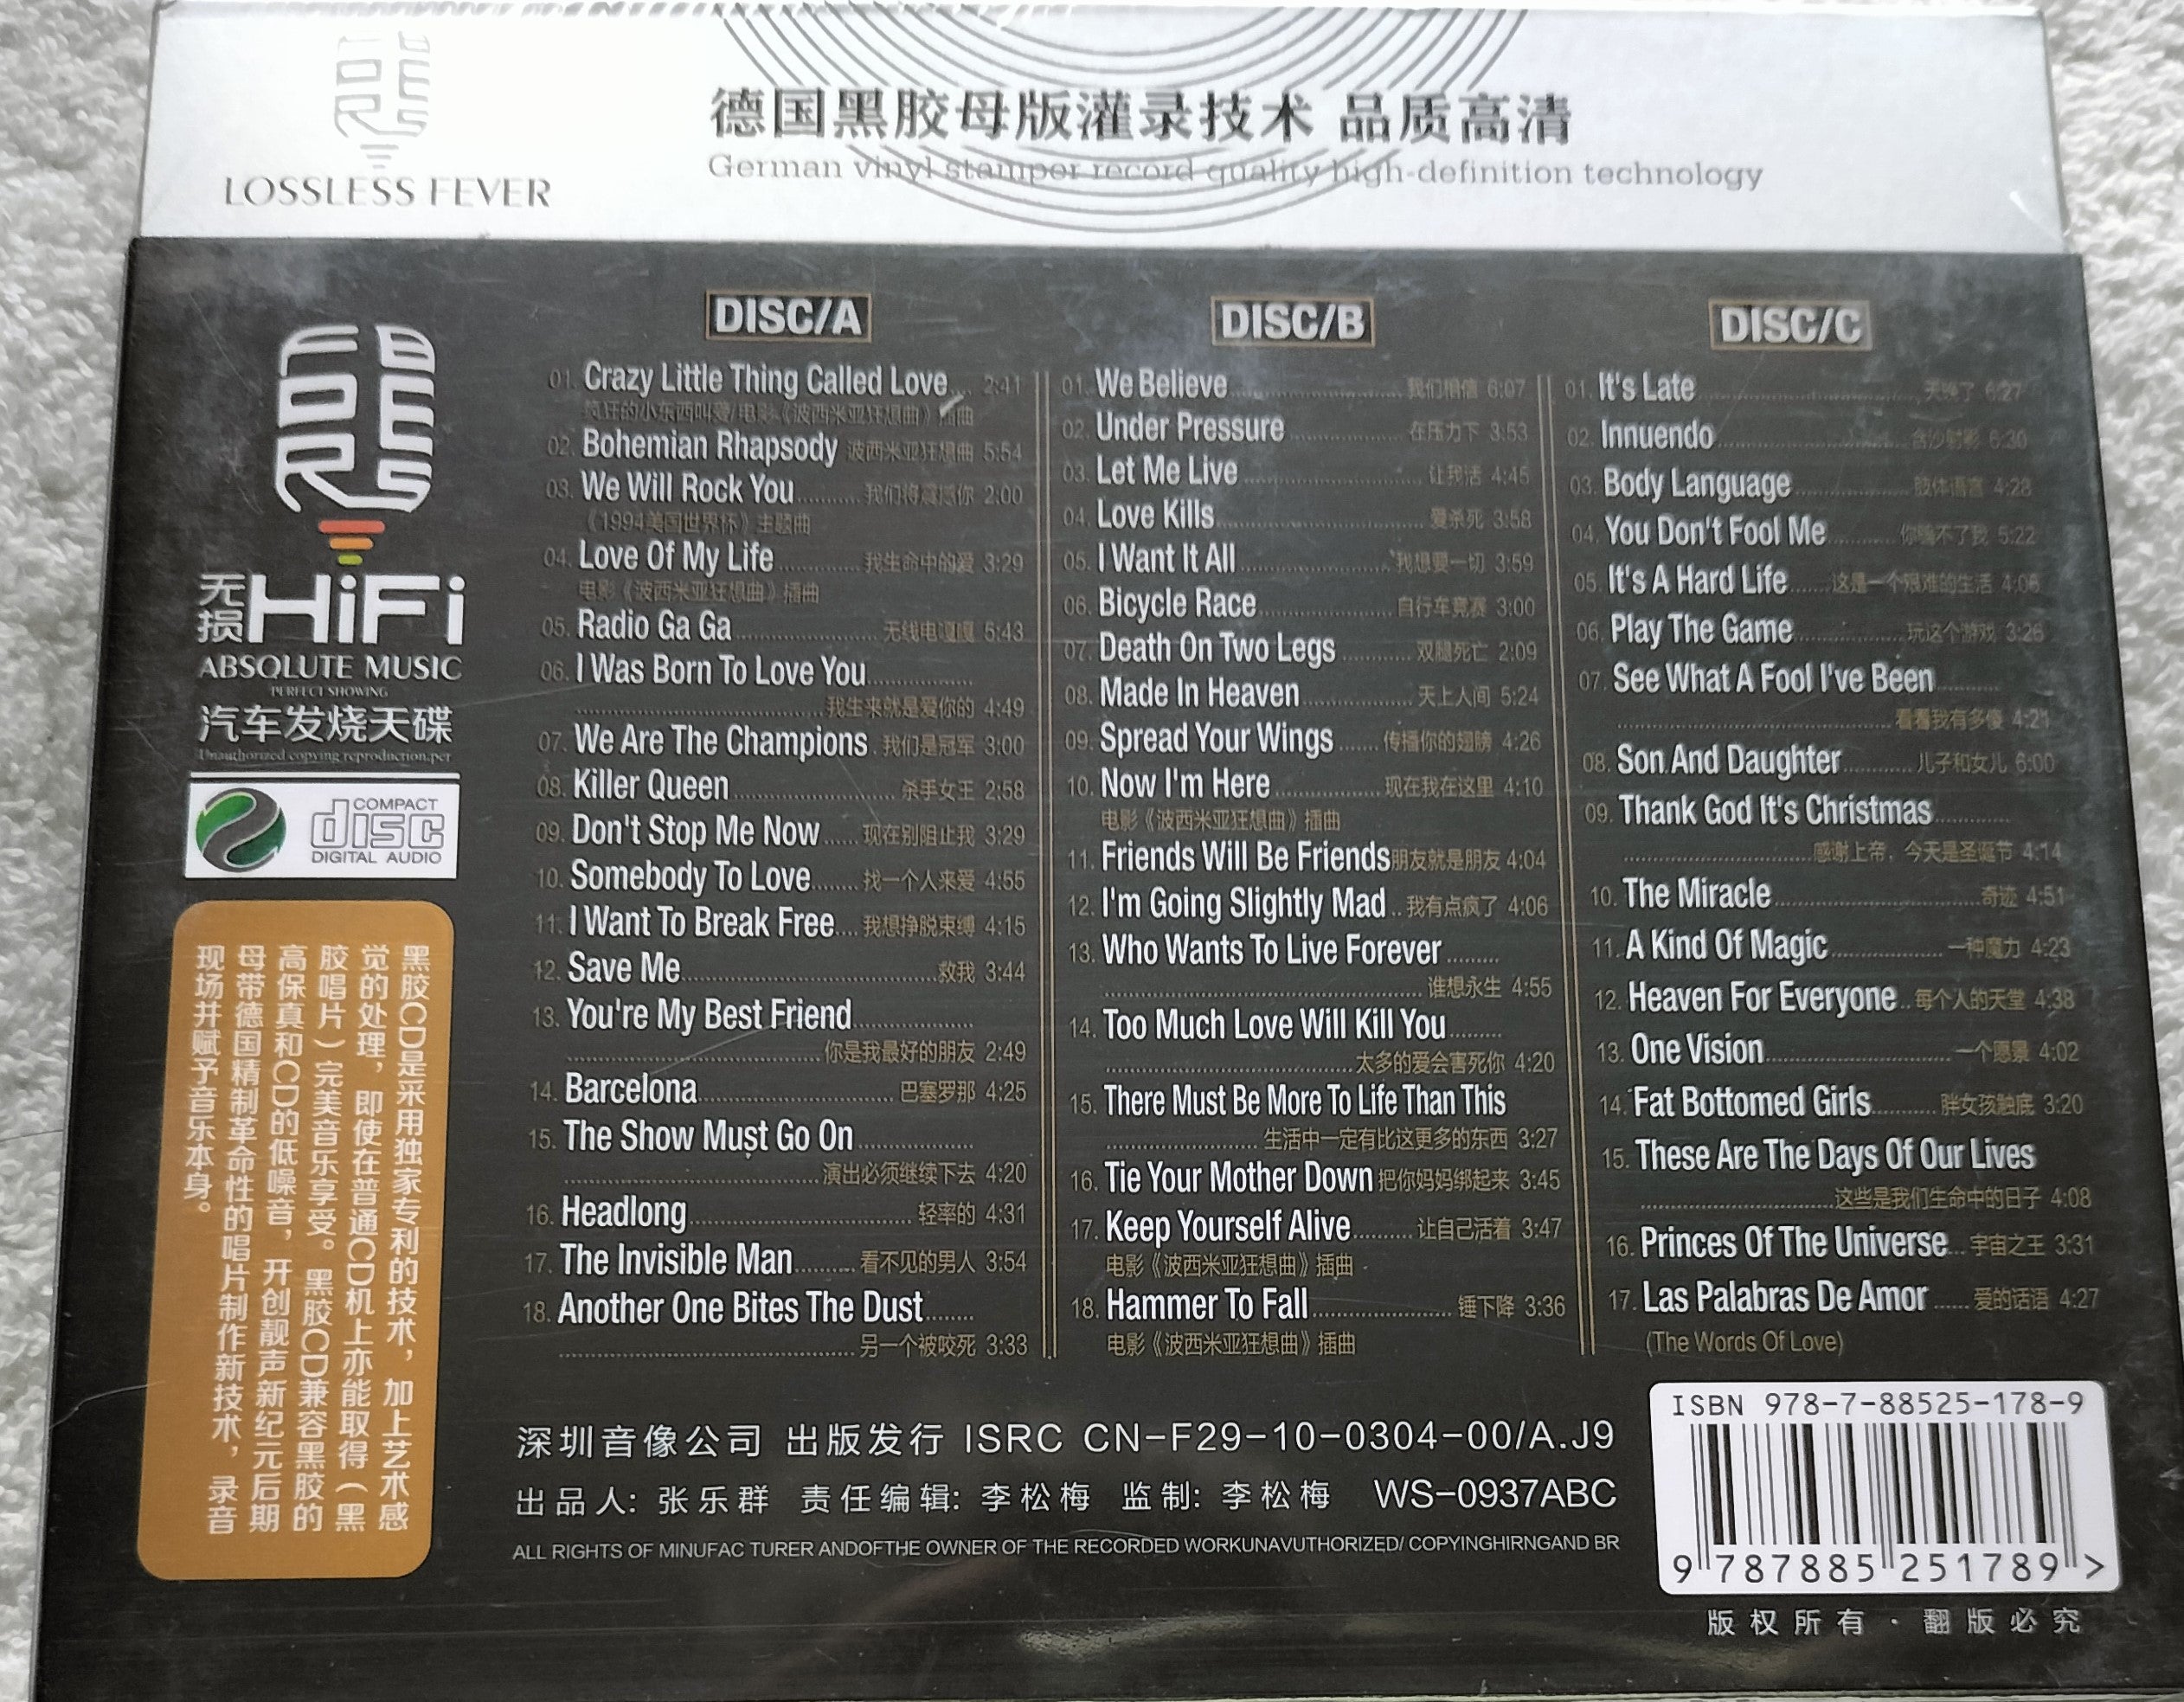 LOSSLESS FEVER
德国黑胶母版灌录技术 品质高清
German vinyl stamper record quality high-definition technology
无损
HiFi
ABSOLUTE MUSIC
PERFECT SHOWING
汽车发烧天碟
Unauthorized copying reproduction.per
COMPACT
disc
DIGITAL AUDIO
黑胶CD是采用独家专利的技术，加上艺术感
觉的处理，即使在普通CD机上亦能取得（黑
胶唱片）完美音乐享受。黑胶CD兼容黑胶的
高保真和CD的低噪音，开创靓声新纪元后期
母带德国精制革命性的唱片制作新技术，录音
现场并赋予音乐本身。
DISC/A
01. Crazy Little Thing Called Love.... 2:41
疯狂的小东西叫爱/电影《波西米亚狂想曲》插曲
02. Bohemian Rhapsody 波西米亚狂想曲 5:54
03. We Will Rock You.......... 我们将震撼你 2:00
《1994美国世界杯》主题曲
04. Love Of My Life.............. 我生命中的爱 3:29
电影《波西米亚狂想曲》插曲
05. Radio Ga Ga...................... 无线电嘎嘎 5:43
06. I Was Born To Love You................
.......................................我生来就是爱你的 4:49
07. We Are The Champions. 我们是冠军 3:00
08. Killer Queen......................... 杀手女王 2:58
09. Don't Stop Me Now...... 现在别阻止我 3:29
10. Somebody To Love........ 找一个人来爱 4:55
11. I Want To Break Free.... 我想挣脱束缚 4:15
12. Save Me.........................................救我 3:44
13. You're My Best Friend...................
........................................你是我最好的朋友 2:49
14. Barcelona............................... 巴塞罗那 4:25
15. The Show Must Go On..................
........................................演出必须继续下去 4:20
16. Headlong................................... 轻率的 4:31
17. The Invisible Man.......... 看不见的男人 3:54
18. Another One Bites The Dust........
.............................................. 另一个被咬死 3:33
DISC/B
01. We Believe............................ 我们相信 6:07
02. Under Pressure................. 在压力下 3:53
03. Let Me Live............................. 让我活 4:45
04. Love Kills................................. 爱杀死 3:58
05. I Want It All........................我想要一切 3:59
06. Bicycle Race..................... 自行车竞赛 3:00
07. Death On Two Legs........... 双腿死亡 2:09
08. Made In Heaven................. 天上人间 5:24
09. Spread Your Wings....... 传播你的翅膀 4:26
10. Now I'm Here................. 现在我在这里 4:10
电影《波西米亚狂想曲》插曲
11. Friends Will Be Friends朋友就是朋友 4:04
12. I'm Going Slightly Mad.. 我有点疯了 4:06
13. Who Wants To Live Forever.........
.................................................. 谁想永生 4:55
14. Too Much Love Will Kill You.........
.......................................太多的爱会害死你 4:20
15. There Must Be More To Life Than This
........................ 生活中一定有比这更多的东西 3:27
16. Tie Your Mother Down把你妈妈绑起来 3:45
17. Keep Yourself Alive.......... 让自己活着 3:47
电影《波西米亚狂想曲》插曲
18. Hammer To Fall....................... 锤下降 3:36
电影《波西米亚狂想曲》插曲
DISC/C
01. It's Late................................... 天晚了 6:27
02. Innuendo............................... 含沙射影 6:30
03. Body Language.................. 肢体语言 4:28
04. You Don't Fool Me........... 你骗不了我 5:22
05. It's A Hard Life.......这是一个艰难的生活 4:06
06. Play The Game.................. 玩这个游戏 3:26
07. See What A Fool I've Been..........
........................................... 看看我有多傻 4:21
08. Son And Daughter........... 儿子和女儿 6:00
09. Thank God It's Christmas............
..............................感谢上帝，今天是圣诞节 4:14
10. The Miracle.................................奇迹 4:51
11. A Kind Of Magic.................. 一种魔力 4:23
12. Heaven For Everyone.. 每个人的天堂 4:38
13. One Vision.............................. 一个愿景 4:02
14. Fat Bottomed Girls.......... 胖女孩触底 3:20
15. These Are The Days Of Our Lives
...............................这些是我们生命中的日子 4:08
16. Princes Of The Universe... 宇宙之王 3:31
17. Las Palabras De Amor...... 爱的话语 4:27
(The Words Of Love)
深圳音像公司 出版发行 ISRC CN-F29-10-0304-00/A.J9
出品人: 张乐群 责任编辑: 李松梅 监制: 李松梅 WS-0937ABC
ALL RIGHTS OF MINUFAC TURER ANDOFTHE OWNER OF THE RECORDED WORKUNAVUTHORIZED/ COPYINGHIRNGAND BR
ISBN 978-7-88525-178-9
9 787885 251789 >
版权所有·翻版必究